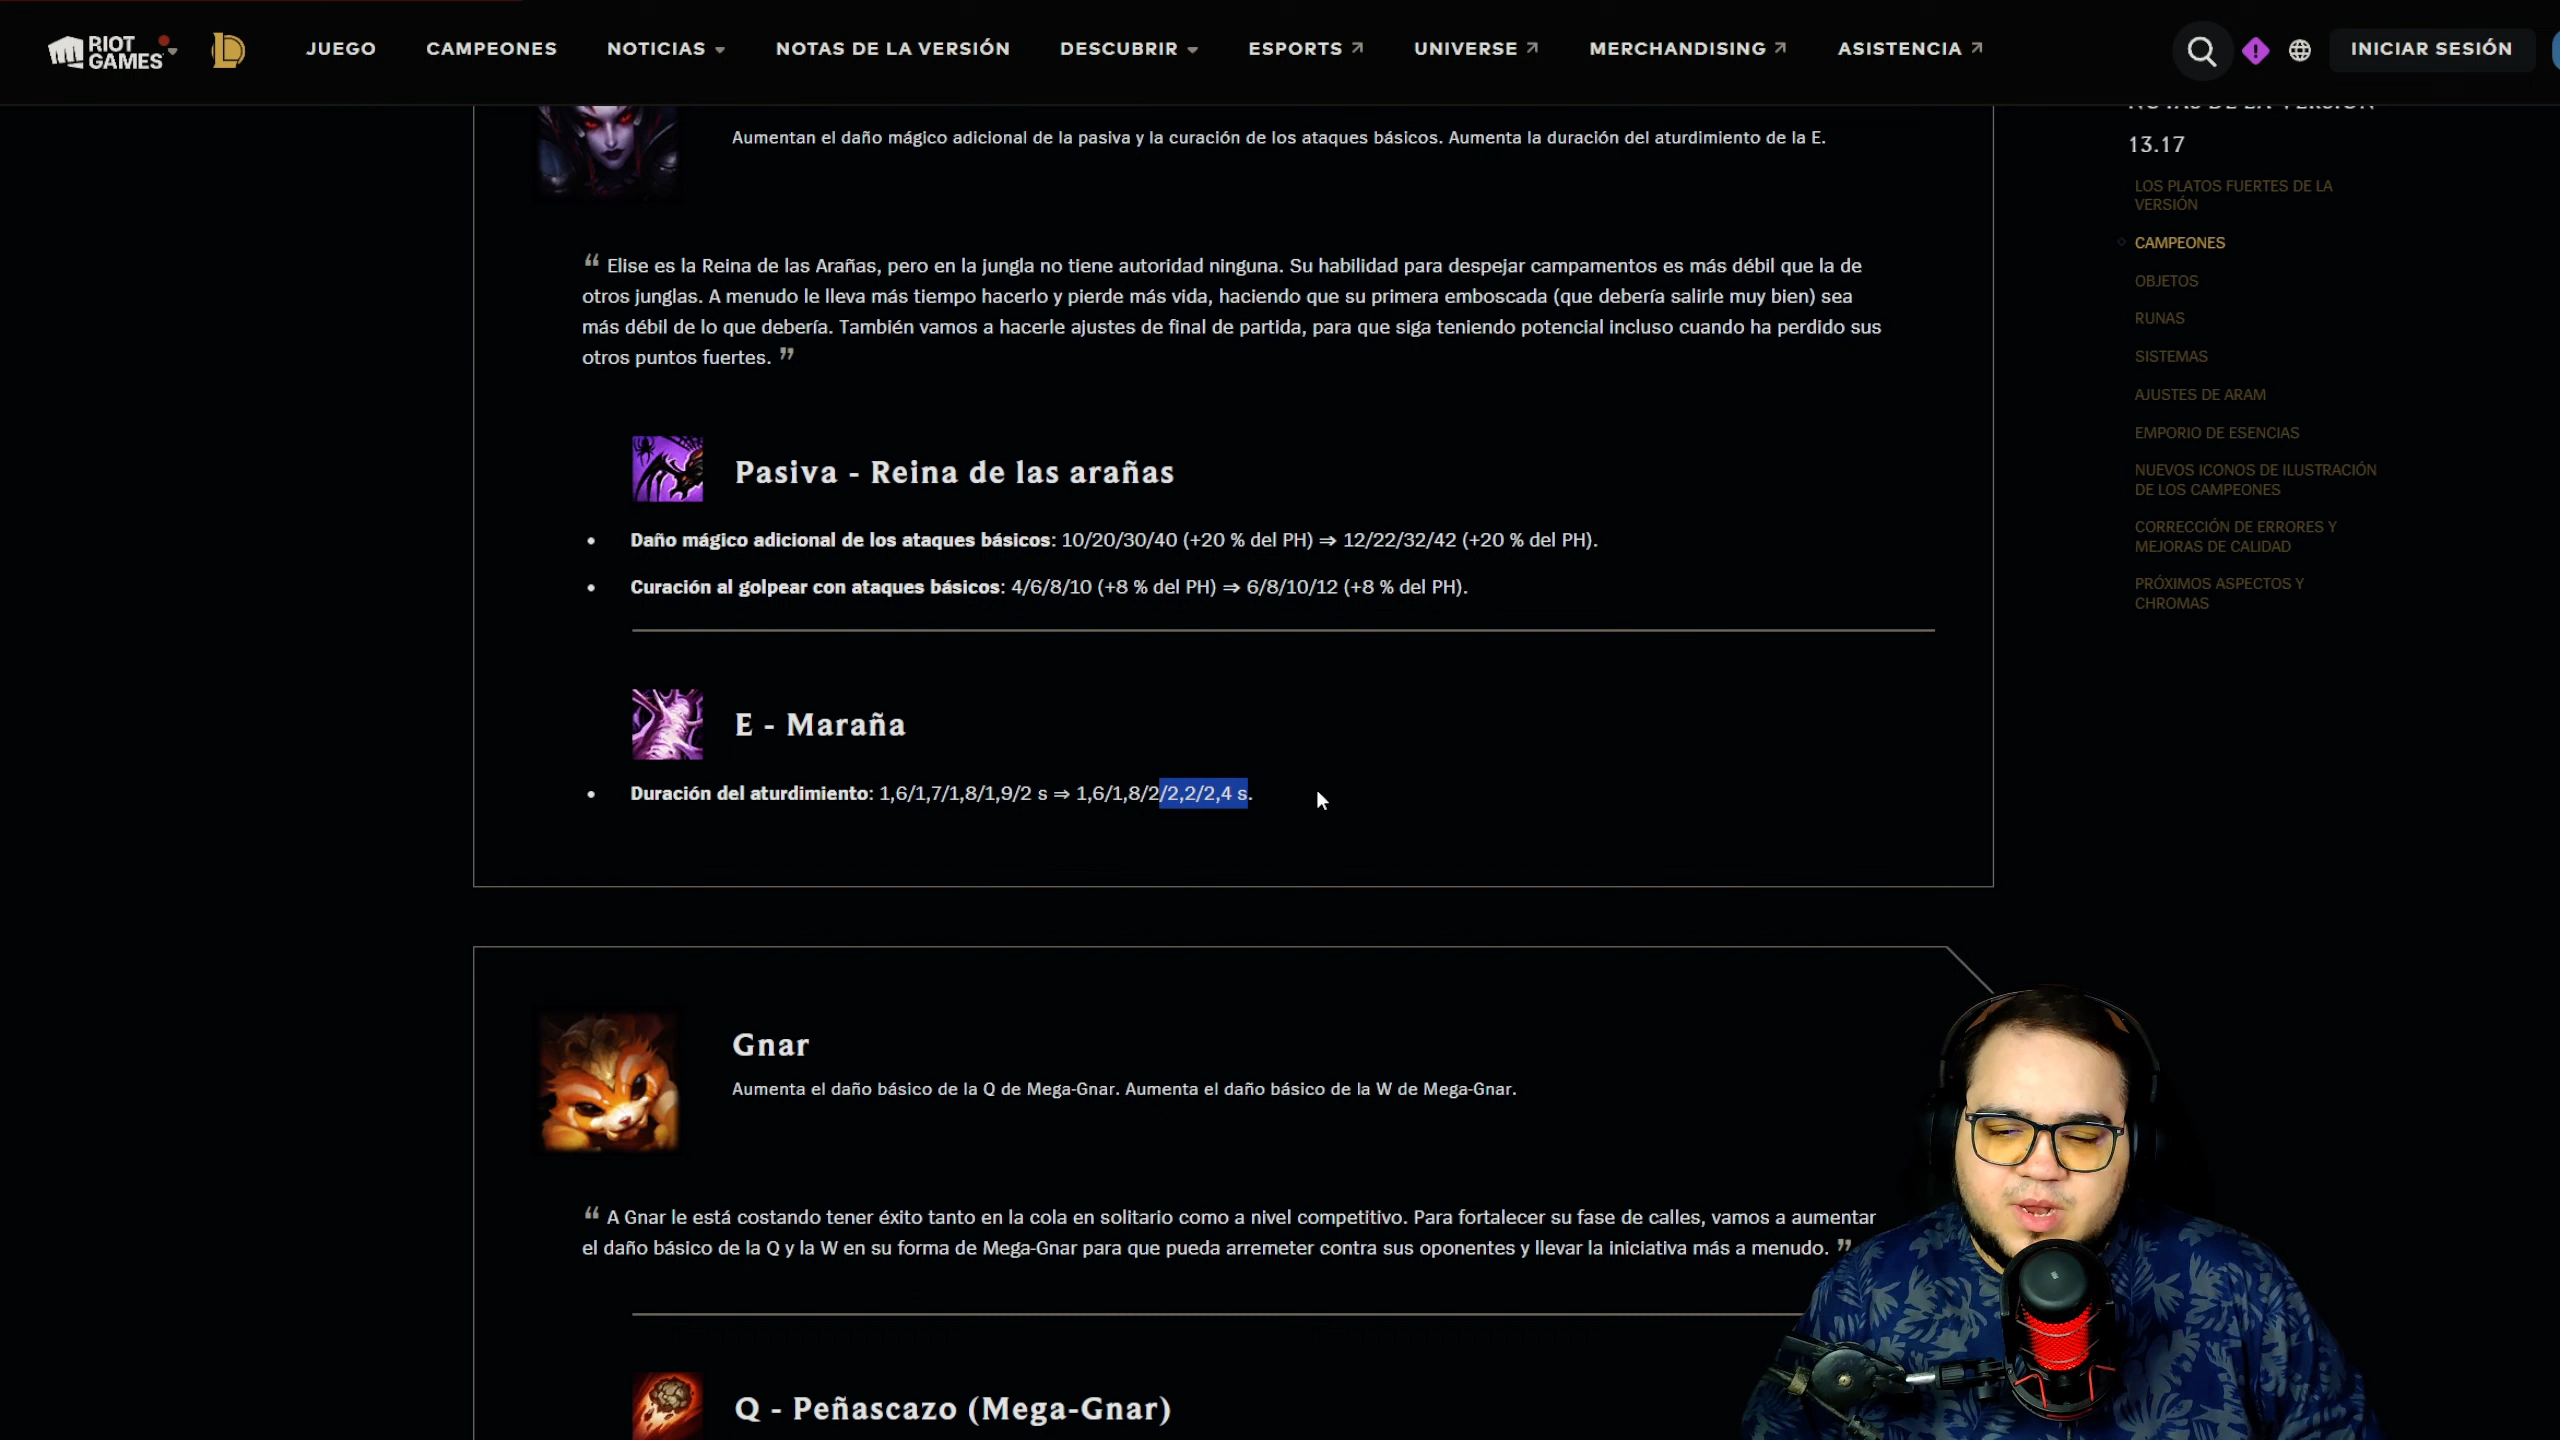 RIOT GAMES
JUEGO
CAMPEONES
NOTICIAS
NOTAS DE LA VERSIÓN
DESCUBRIR
ESPORTS
UNIVERSE
MERCHANDISING
ASISTENCIA
INICIAR SESIÓN
Aumentan el daño mágico adicional de la pasiva y la curación de los ataques básicos. Aumenta la duración del aturdimiento de la E.
“ Elise es la Reina de las Arañas, pero en la jungla no tiene autoridad ninguna. Su habilidad para despejar campamentos es más débil que la de
otros junglas. A menudo le lleva más tiempo hacerlo y pierde más vida, haciendo que su primera emboscada (que debería salirle muy bien) sea
más débil de lo que debería. También vamos a hacerle ajustes de final de partida, para que siga teniendo potencial incluso cuando ha perdido sus
otros puntos fuertes. ”
Pasiva - Reina de las arañas
• Daño mágico adicional de los ataques básicos: 10/20/30/40 (+20 % del PH) ⇒ 12/22/32/42 (+20 % del PH).
• Curación al golpear con ataques básicos: 4/6/8/10 (+8 % del PH) ⇒ 6/8/10/12 (+8 % del PH).
E - Maraña
• Duración del aturdimiento: 1,6/1,7/1,8/1,9/2 s ⇒ 1,6/1,8/2/2,2/2,4 s.
Gnar
Aumenta el daño básico de la Q de Mega-Gnar. Aumenta el daño básico de la W de Mega-Gnar.
“ A Gnar le está costando tener éxito tanto en la cola en solitario como a nivel competitivo. Para fortalecer su fase de calles, vamos a aumentar
el daño básico de la Q y la W en su forma de Mega-Gnar para que pueda arremeter contra sus oponentes y llevar la iniciativa más a menudo. ”
Q - Peñascazo (Mega-Gnar)
NOTAS DE LA VERSIÓN
13.17
LOS PLATOS FUERTES DE LA
VERSIÓN
CAMPEONES
OBJETOS
RUNAS
SISTEMAS
AJUSTES DE ARAM
EMPORIO DE ESENCIAS
NUEVOS ICONOS DE ILUSTRACIÓN
DE LOS CAMPEONES
CORRECCIÓN DE ERRORES Y
MEJORAS DE CALIDAD
PRÓXIMOS ASPECTOS Y
CHROMAS